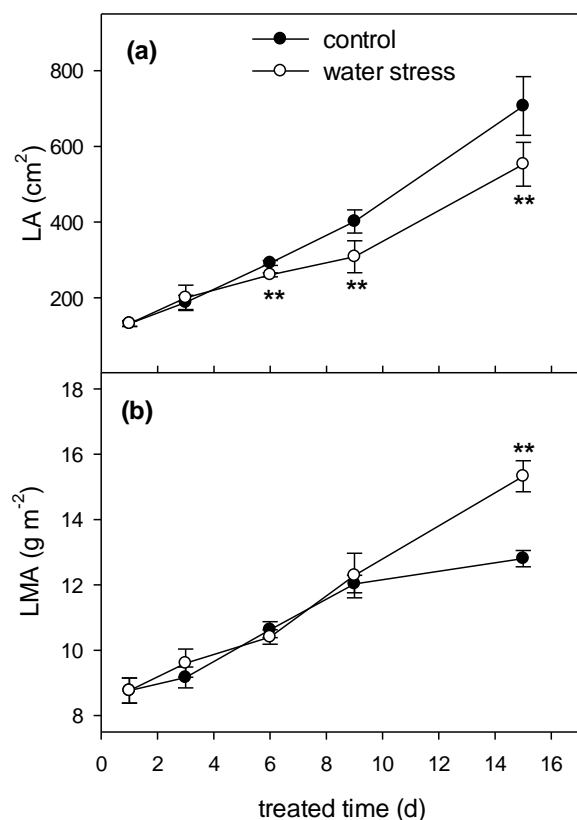 (a)
control
water stress
800
600
400
200
LA (cm²)
**
**
**
(b)
18
16
14
12
10
8
LMA (g m⁻²)
**
0 2 4 6 8 10 12 14 16
treated time (d)